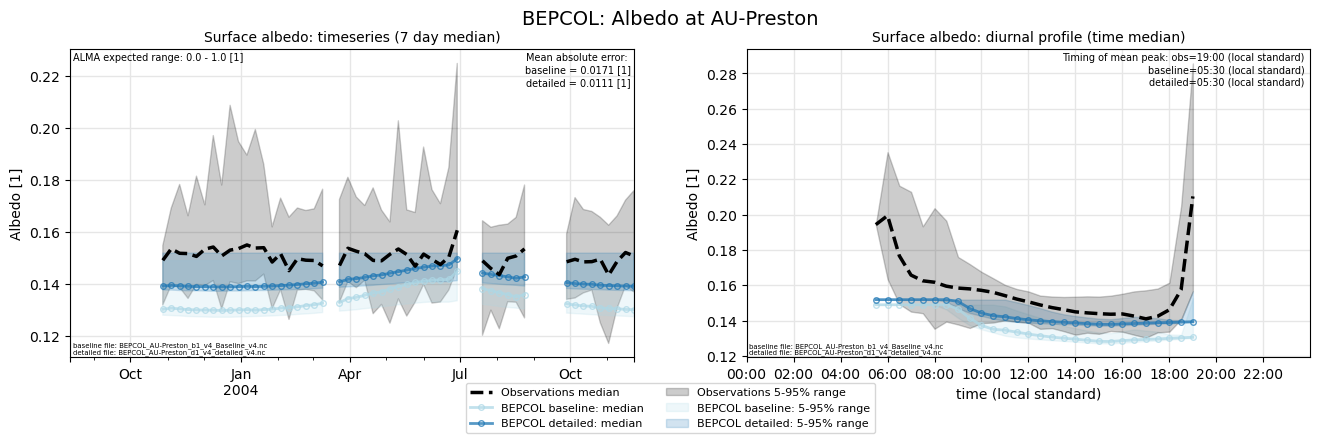 BEPCOL: Albedo at AU-Preston
Surface albedo: timeseries (7 day median)
ALMA expected range: 0.0 - 1.0 [1]
Mean absolute error:
baseline = 0.0171 [1]
detailed = 0.0111 [1]
Albedo [1]
0.22
0.20
0.18
0.16
0.14
0.12
baseline file: BEPCOL_AU-Preston_b1_v4_Baseline_v4.nc
detailed file: BEPCOL_AU-Preston_d1_v4_detailed_v4.nc
Oct
Jan
2004
Apr
Jul
Oct
Surface albedo: diurnal profile (time median)
Timing of mean peak: obs=19:00 (local standard)
baseline=05:30 (local standard)
detailed=05:30 (local standard)
Albedo [1]
0.28
0.26
0.24
0.22
0.20
0.18
0.16
0.14
0.12
baseline file: BEPCOL_AU-Preston_b1_v4_Baseline_v4.nc
detailed file: BEPCOL_AU-Preston_d1_v4_detailed_v4.nc
00:00 02:00 04:00 06:00 08:00 10:00 12:00 14:00 16:00 18:00 20:00 22:00
time (local standard)
Observations median
BEPCOL baseline: median
BEPCOL detailed: median
Observations 5-95% range
BEPCOL baseline: 5-95% range
BEPCOL detailed: 5-95% range